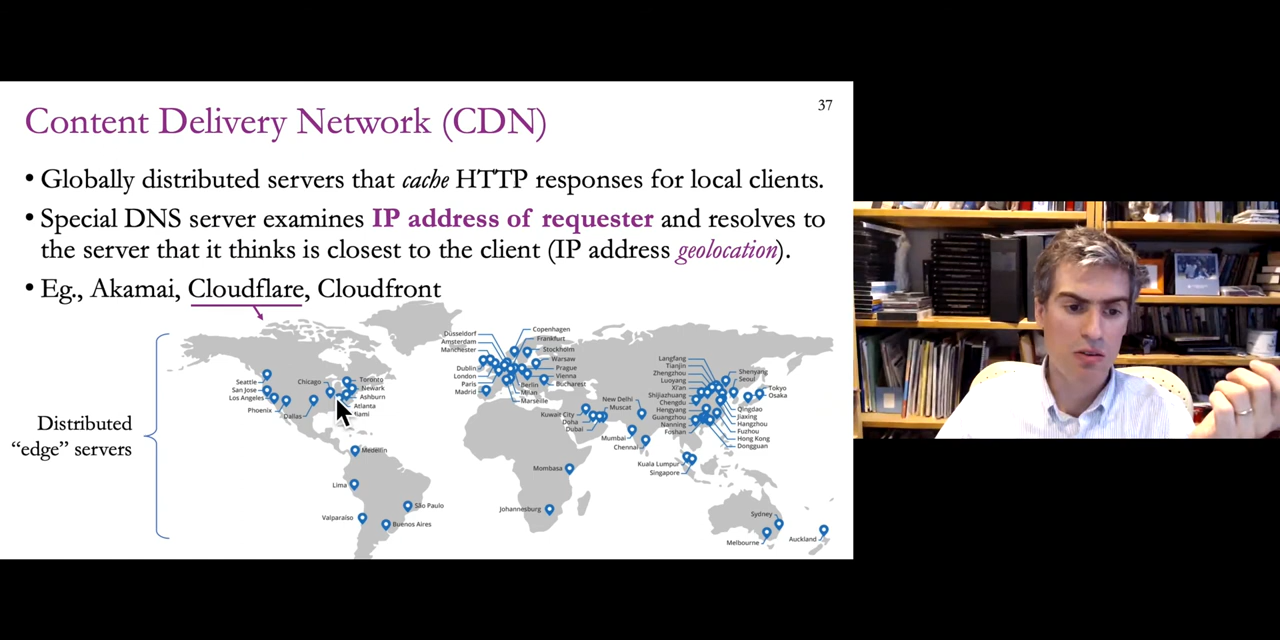 37
Content Delivery Network (CDN)
• Globally distributed servers that cache HTTP responses for local clients.
• Special DNS server examines IP address of requester and resolves to
the server that it thinks is closest to the client (IP address geolocation).
• Eg., Akamai, Cloudflare, Cloudfront
Distributed
"edge" servers
Seattle
San Jose
Los Angeles
Phoenix
Dallas
Chicago
Toronto
Newark
Ashburn
Atlanta
Medellín
Lima
São Paulo
Valparaíso
Buenos Aires
Düsseldorf
Amsterdam
Manchester
Dublin
London
Paris
Madrid
Copenhagen
Frankfurt
Stockholm
Warsaw
Prague
Vienna
Bucharest
Berlin
Milan
Marseille
Mombasa
Johannesburg
Kuwait City
Doha
Dubai
Muscat
New Delhi
Mumbai
Chennai
Langfang
Tianjin
Zhengzhou
Luoyang
Xi'an
Shijiazhuang
Chengdu
Hengyang
Guangzhou
Nanning
Foshan
Shenyang
Seoul
Tokyo
Osaka
Qingdao
Jiaxing
Hangzhou
Fuzhou
Hong Kong
Dongguan
Kuala Lumpur
Singapore
Sydney
Melbourne
Auckland